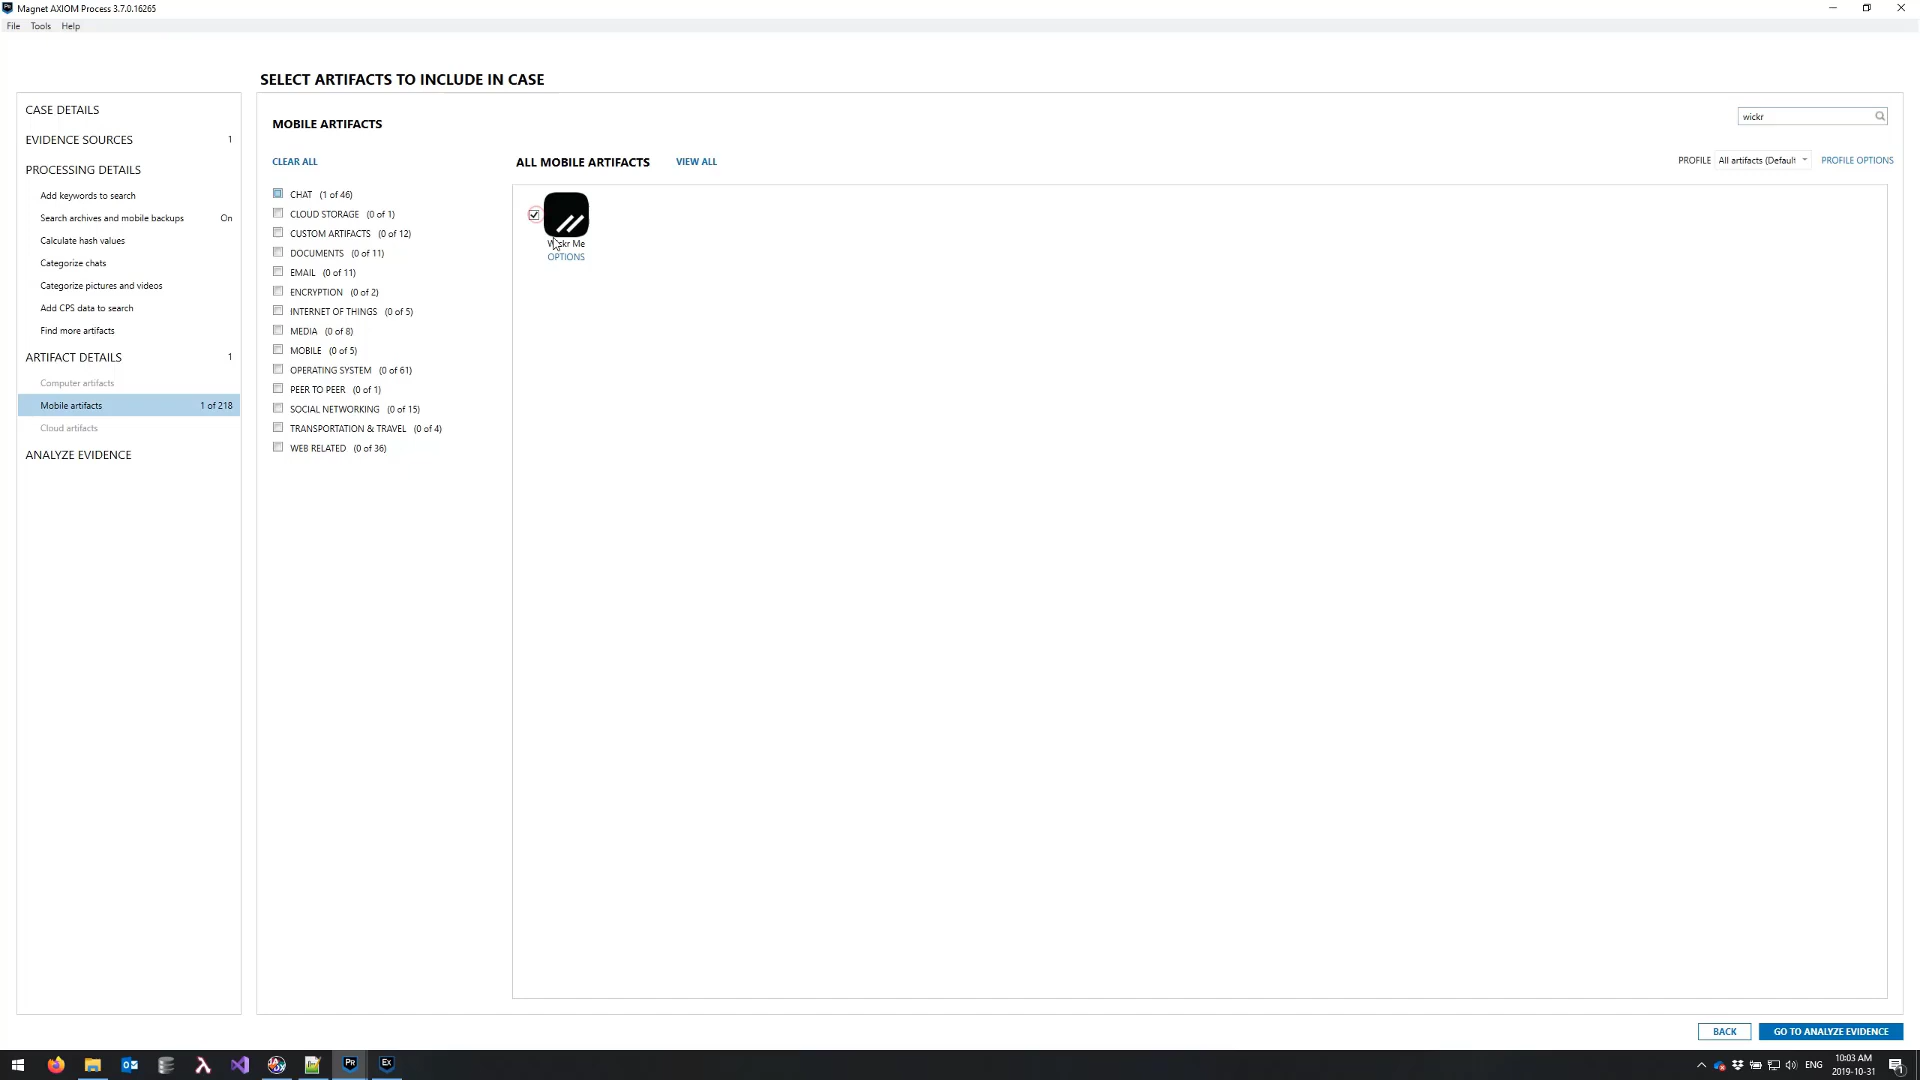 Magnet AXIOM Process 3.7.0.16265
File Tools Help
SELECT ARTIFACTS TO INCLUDE IN CASE
CASE DETAILS
EVIDENCE SOURCES 1
PROCESSING DETAILS
Add keywords to search
Search archives and mobile backups On
Calculate hash values
Categorize chats
Categorize pictures and videos
Add CPS data to search
Find more artifacts
ARTIFACT DETAILS 1
Computer artifacts
Mobile artifacts 1 of 218
Cloud artifacts
ANALYZE EVIDENCE
MOBILE ARTIFACTS
wickr
CLEAR ALL
ALL MOBILE ARTIFACTS VIEW ALL
PROFILE All artifacts (Default PROFILE OPTIONS
CHAT (1 of 46)
CLOUD STORAGE (0 of 1)
CUSTOM ARTIFACTS (0 of 12)
DOCUMENTS (0 of 11)
EMAIL (0 of 11)
ENCRYPTION (0 of 2)
INTERNET OF THINGS (0 of 5)
MEDIA (0 of 8)
MOBILE (0 of 5)
OPERATING SYSTEM (0 of 61)
PEER TO PEER (0 of 1)
SOCIAL NETWORKING (0 of 15)
TRANSPORTATION & TRAVEL (0 of 4)
WEB RELATED (0 of 36)
Wickr Me
OPTIONS
BACK GO TO ANALYZE EVIDENCE
PR EX
ENG
10:03 AM
2019-10-31
1